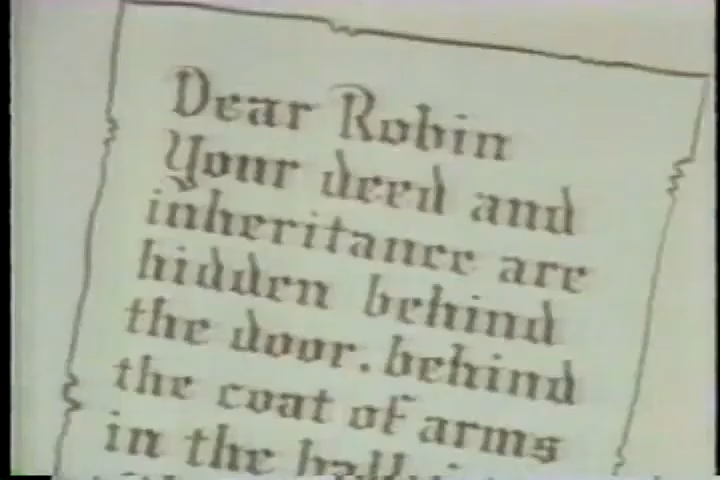 Dear Robin
Your deed and
inheritance are
hidden behind
the door. behind
the coat of arms
in the